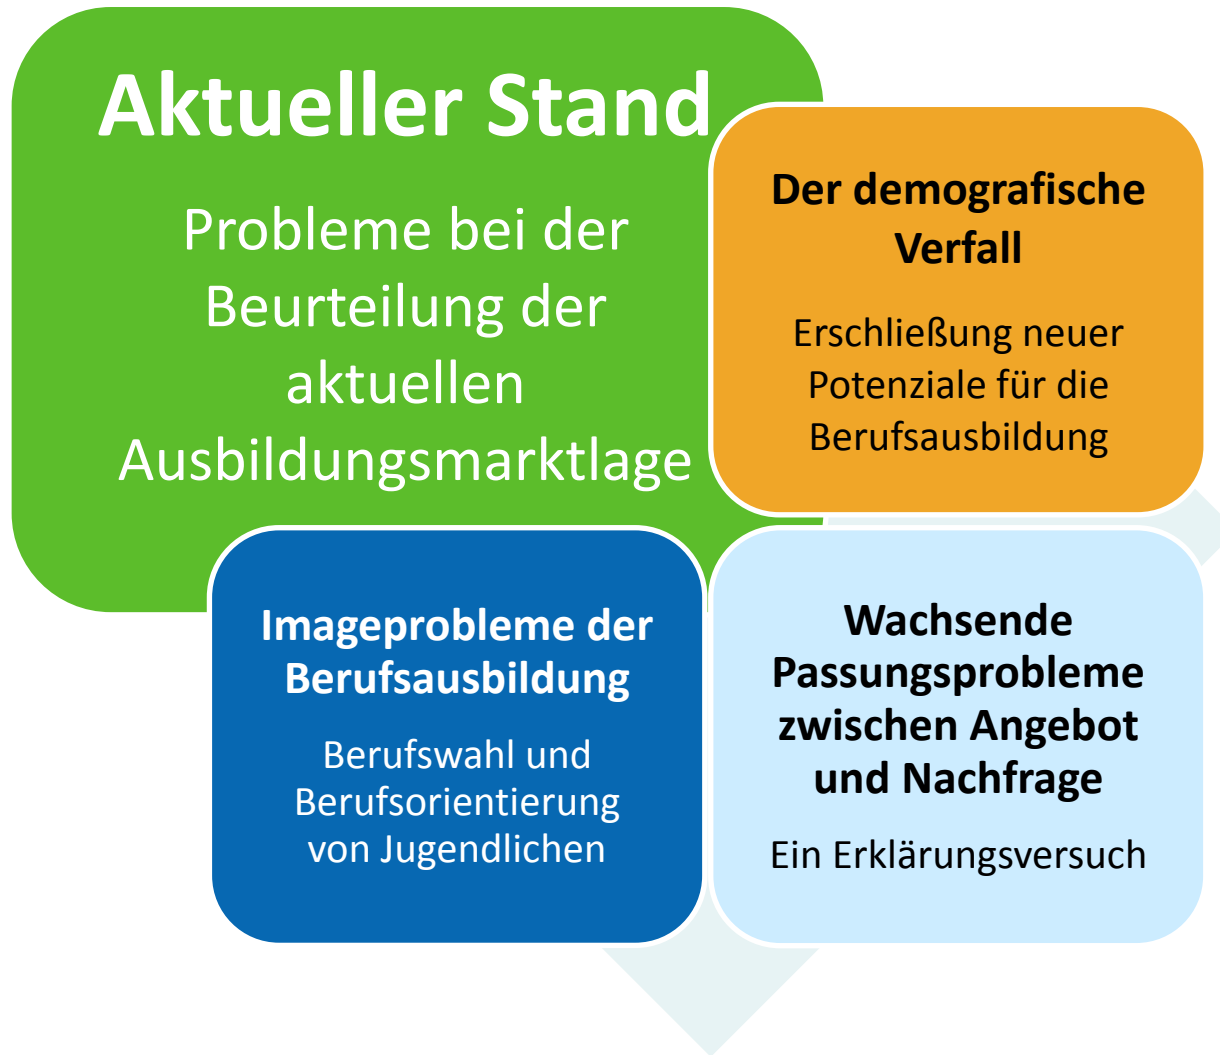 Aktueller Stand
Probleme bei der
Beurteilung der
aktuellen
Ausbildungsmarktlage
Der demografische
Verfall
Erschließung neuer
Potenziale für die
Berufsausbildung
Imageprobleme der
Berufsausbildung
Berufswahl und
Berufsorientierung
von Jugendlichen
Wachsende
Passungsprobleme
zwischen Angebot
und Nachfrage
Ein Erklärungsversuch